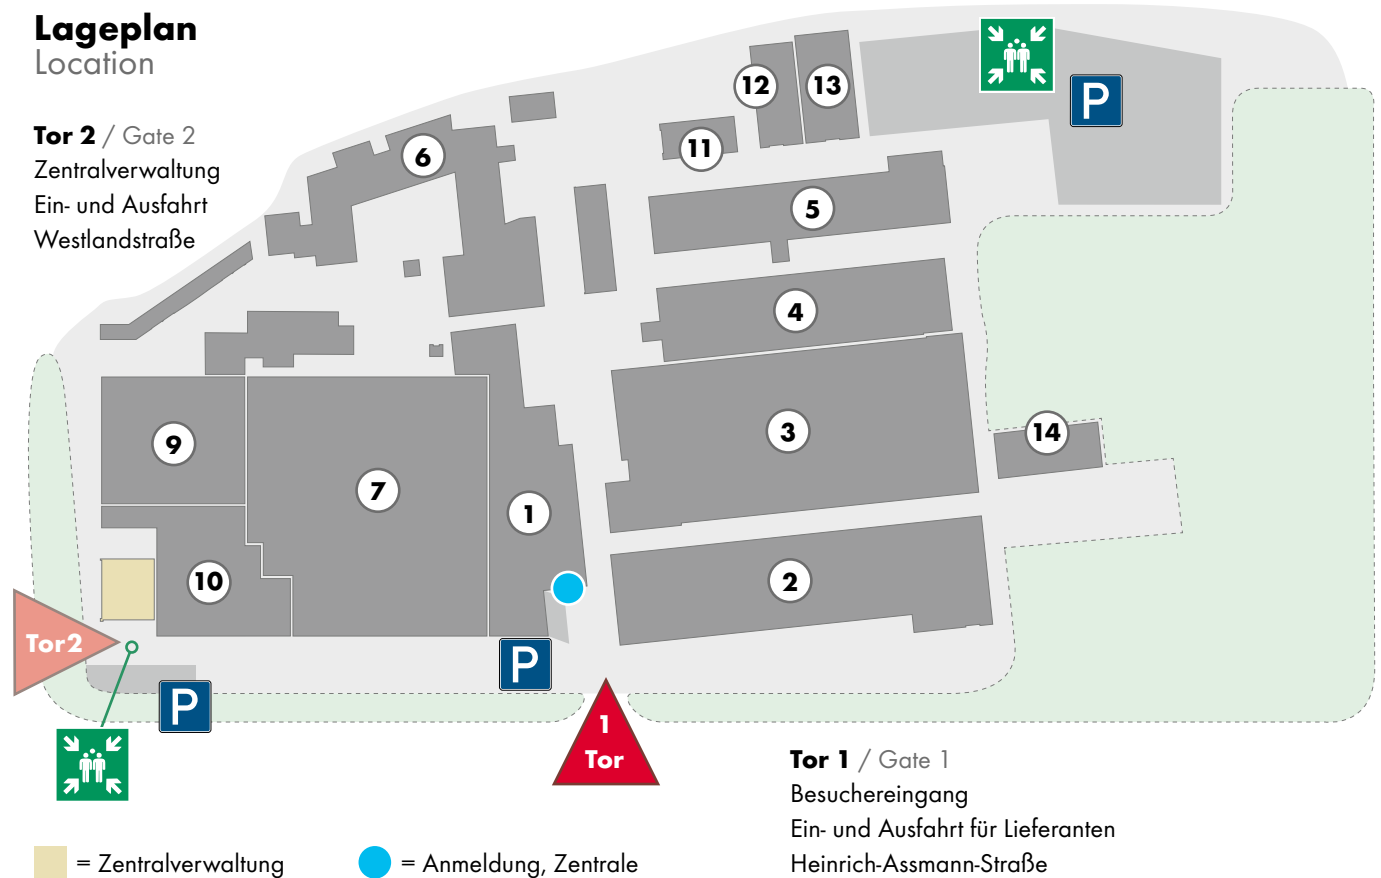 Lageplan
Location
Tor 2 / Gate 2
Zentralverwaltung
Ein- und Ausfahrt
Westlandstraße
12
13
P
6
11
5
4
3
14
9
7
1
10
2
Tor2
P
P
1
Tor
Tor 1 / Gate 1
Besuchereingang
Ein- und Ausfahrt für Lieferanten
Heinrich-Assmann-Straße
= Zentralverwaltung
= Anmeldung, Zentrale